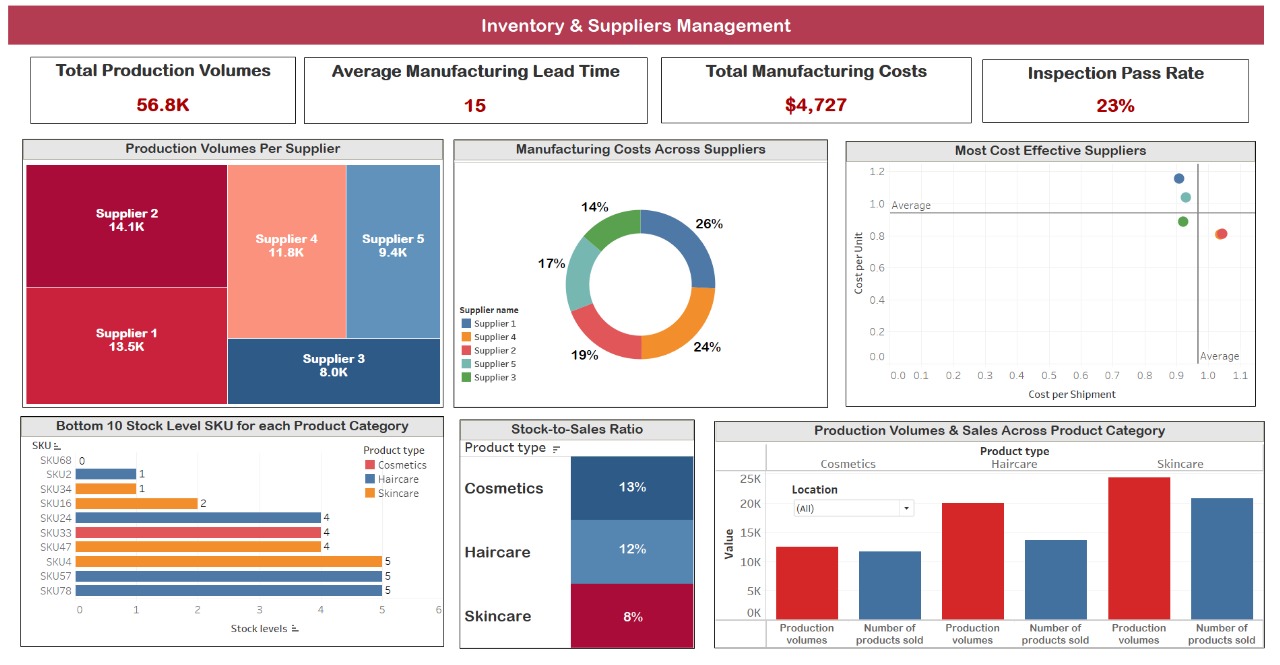 Inventory & Suppliers Management
Total Production Volumes
56.8K
Average Manufacturing Lead Time
15
Total Manufacturing Costs
$4,727
Inspection Pass Rate
23%
Production Volumes Per Supplier
Supplier 2
14.1K
Supplier 1
13.5K
Supplier 4
11.8K
Supplier 5
9.4K
Supplier 3
8.0K
Manufacturing Costs Across Suppliers
14%
26%
17%
19%
24%
Supplier name
Supplier 1
Supplier 4
Supplier 2
Supplier 5
Supplier 3
Most Cost Effective Suppliers
Cost per Unit
1.2
1.0
0.8
0.6
0.4
0.2
0.0
Average
Average
0.0 0.1 0.2 0.3 0.4 0.5 0.6 0.7 0.8 0.9 1.0 1.1
Cost per Shipment
Bottom 10 Stock Level SKU for each Product Category
SKU
SKU68 0
SKU2 1
SKU34 1
SKU16 2
SKU24 4
SKU33 4
SKU47 4
SKU4 5
SKU57 5
SKU78 5
0 1 2 3 4 5 6
Stock levels
Product type
Cosmetics
Haircare
Skincare
Stock-to-Sales Ratio
Product type
Cosmetics 13%
Haircare 12%
Skincare 8%
Production Volumes & Sales Across Product Category
Product type
Cosmetics Haircare Skincare
Location
(All)
Value
25K
20K
15K
10K
5K
0K
Production volumes
Number of products sold
Production volumes
Number of products sold
Production volumes
Number of products sold